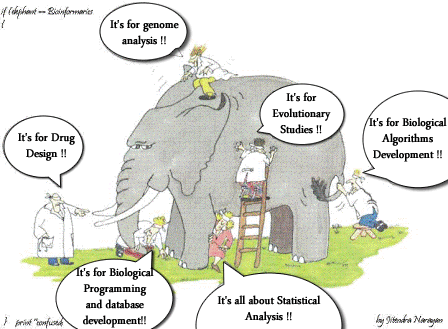 if (elephant == Bioinformaries
{
It's for genome
analysis !!
It's for
Evolutionary
Studies !!
It's for Biological
Algorithms
Development !!
It's for Drug
Design !!
It's for Biological
Programming
and database
development!!
It's all about Statistical
Analysis !!
} print "confused;
by Jitendra Narayan